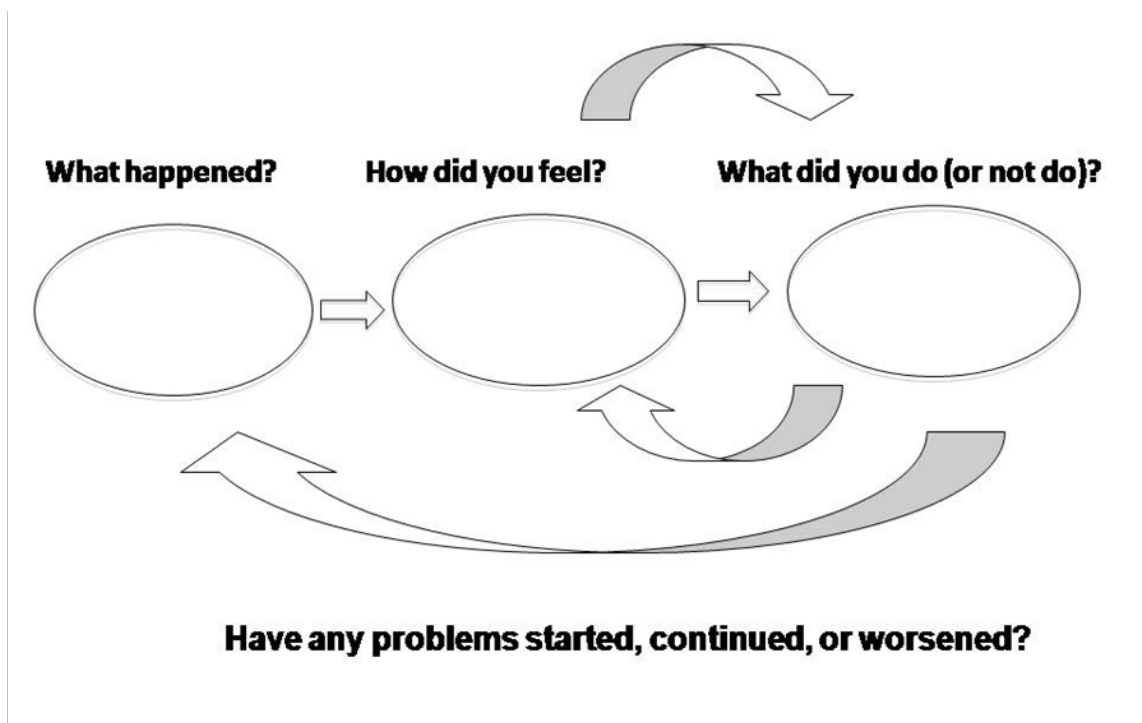 What happened?
How did you feel?
What did you do (or not do)?
Have any problems started, continued, or worsened?